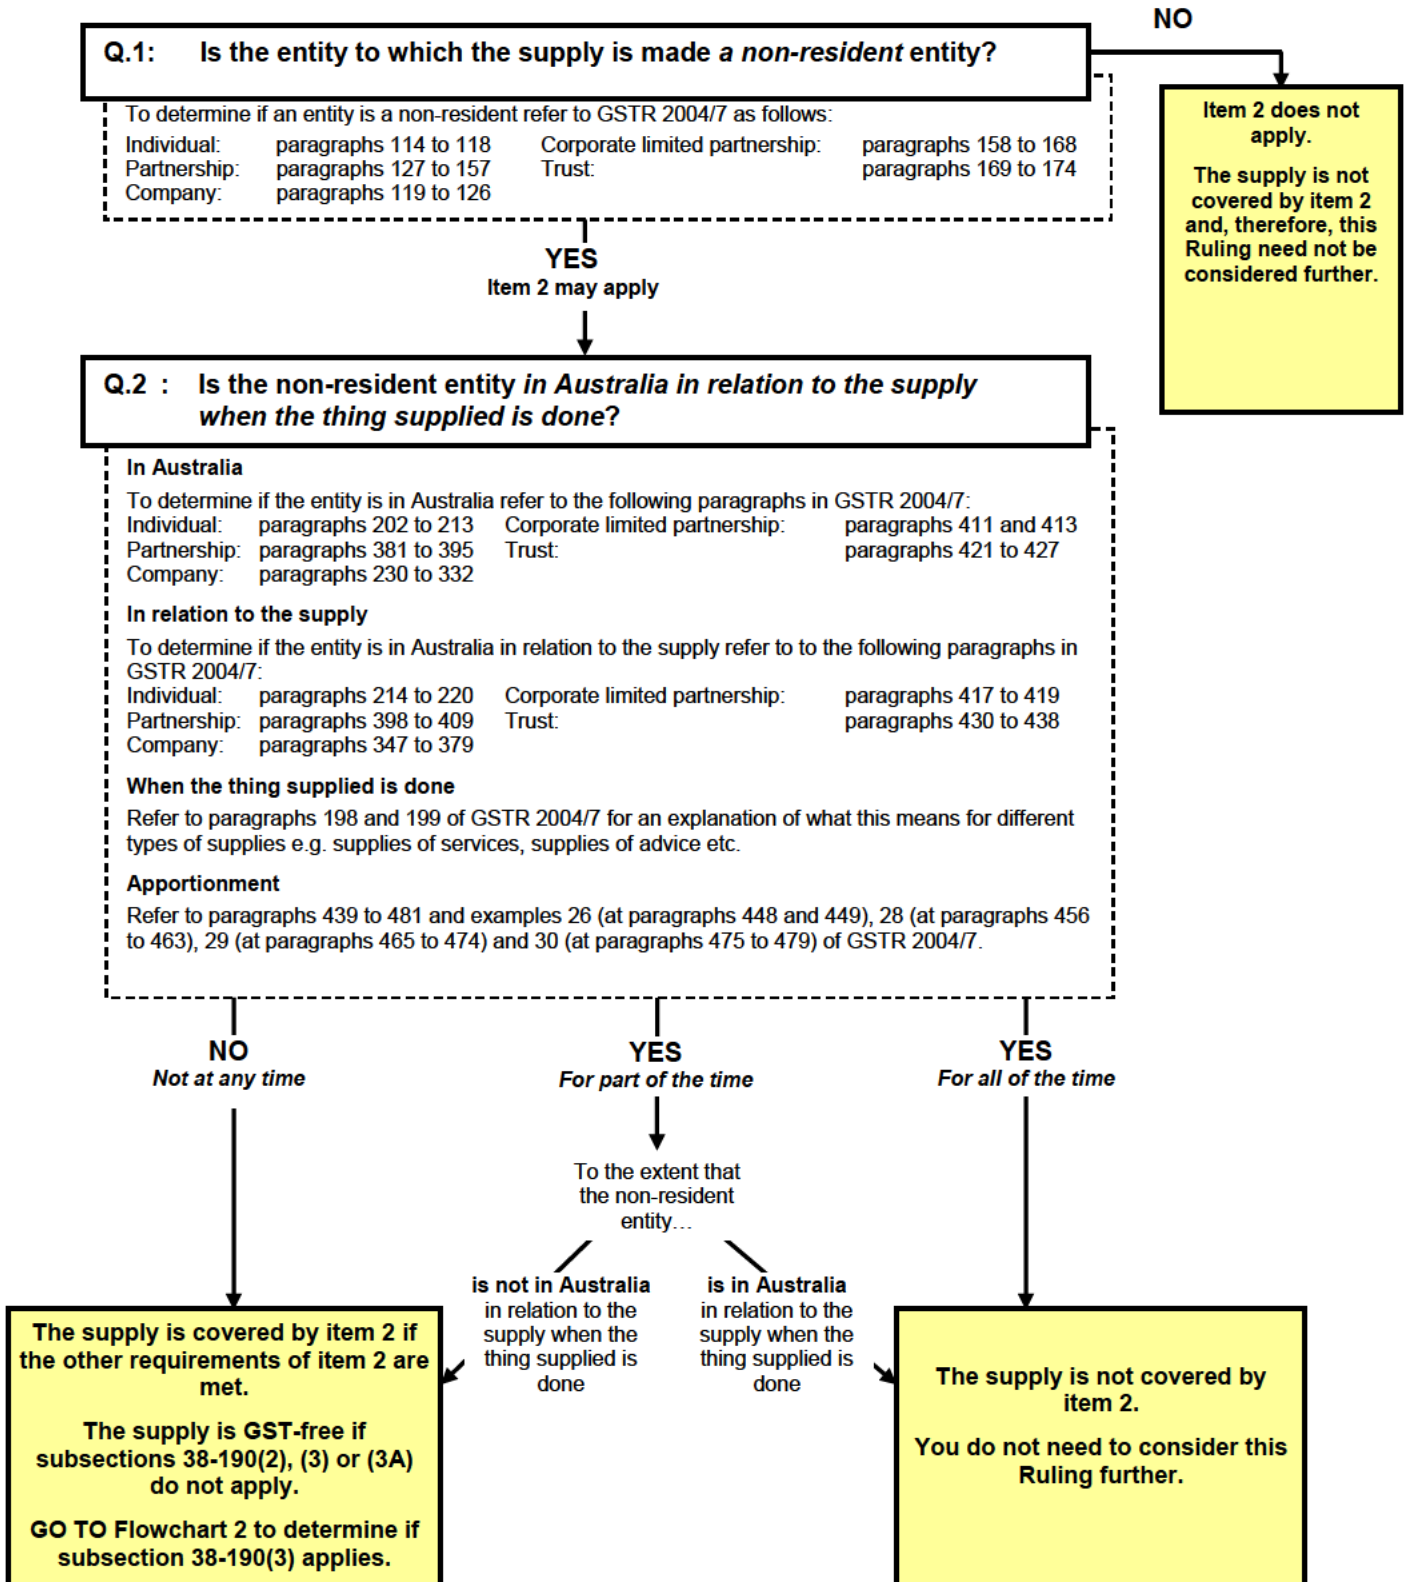 NO
Q.1: Is the entity to which the supply is made a non-resident entity?
To determine if an entity is a non-resident refer to GSTR 2004/7 as follows:
Individual: paragraphs 114 to 118 Corporate limited partnership: paragraphs 158 to 168
Partnership: paragraphs 127 to 157 Trust: paragraphs 169 to 174
Company: paragraphs 119 to 126
Item 2 does not
apply.
The supply is not
covered by item 2
and, therefore, this
Ruling need not be
considered further.
YES
Item 2 may apply
Q.2 : Is the non-resident entity in Australia in relation to the supply
when the thing supplied is done?
In Australia
To determine if the entity is in Australia refer to the following paragraphs in GSTR 2004/7:
Individual: paragraphs 202 to 213 Corporate limited partnership: paragraphs 411 and 413
Partnership: paragraphs 381 to 395 Trust: paragraphs 421 to 427
Company: paragraphs 230 to 332
In relation to the supply
To determine if the entity is in Australia in relation to the supply refer to to the following paragraphs in
GSTR 2004/7:
Individual: paragraphs 214 to 220 Corporate limited partnership: paragraphs 417 to 419
Partnership: paragraphs 398 to 409 Trust: paragraphs 430 to 438
Company: paragraphs 347 to 379
When the thing supplied is done
Refer to paragraphs 198 and 199 of GSTR 2004/7 for an explanation of what this means for different
types of supplies e.g. supplies of services, supplies of advice etc.
Apportionment
Refer to paragraphs 439 to 481 and examples 26 (at paragraphs 448 and 449), 28 (at paragraphs 456
to 463), 29 (at paragraphs 465 to 474) and 30 (at paragraphs 475 to 479) of GSTR 2004/7.
NO
Not at any time
YES
For part of the time
YES
For all of the time
To the extent that
the non-resident
entity…
is not in Australia
in relation to the
supply when the
thing supplied is
done
is in Australia
in relation to the
supply when the
thing supplied is
done
The supply is covered by item 2 if
the other requirements of item 2 are
met.
The supply is GST-free if
subsections 38-190(2), (3) or (3A)
do not apply.
GO TO Flowchart 2 to determine if
subsection 38-190(3) applies.
The supply is not covered by
item 2.
You do not need to consider this
Ruling further.